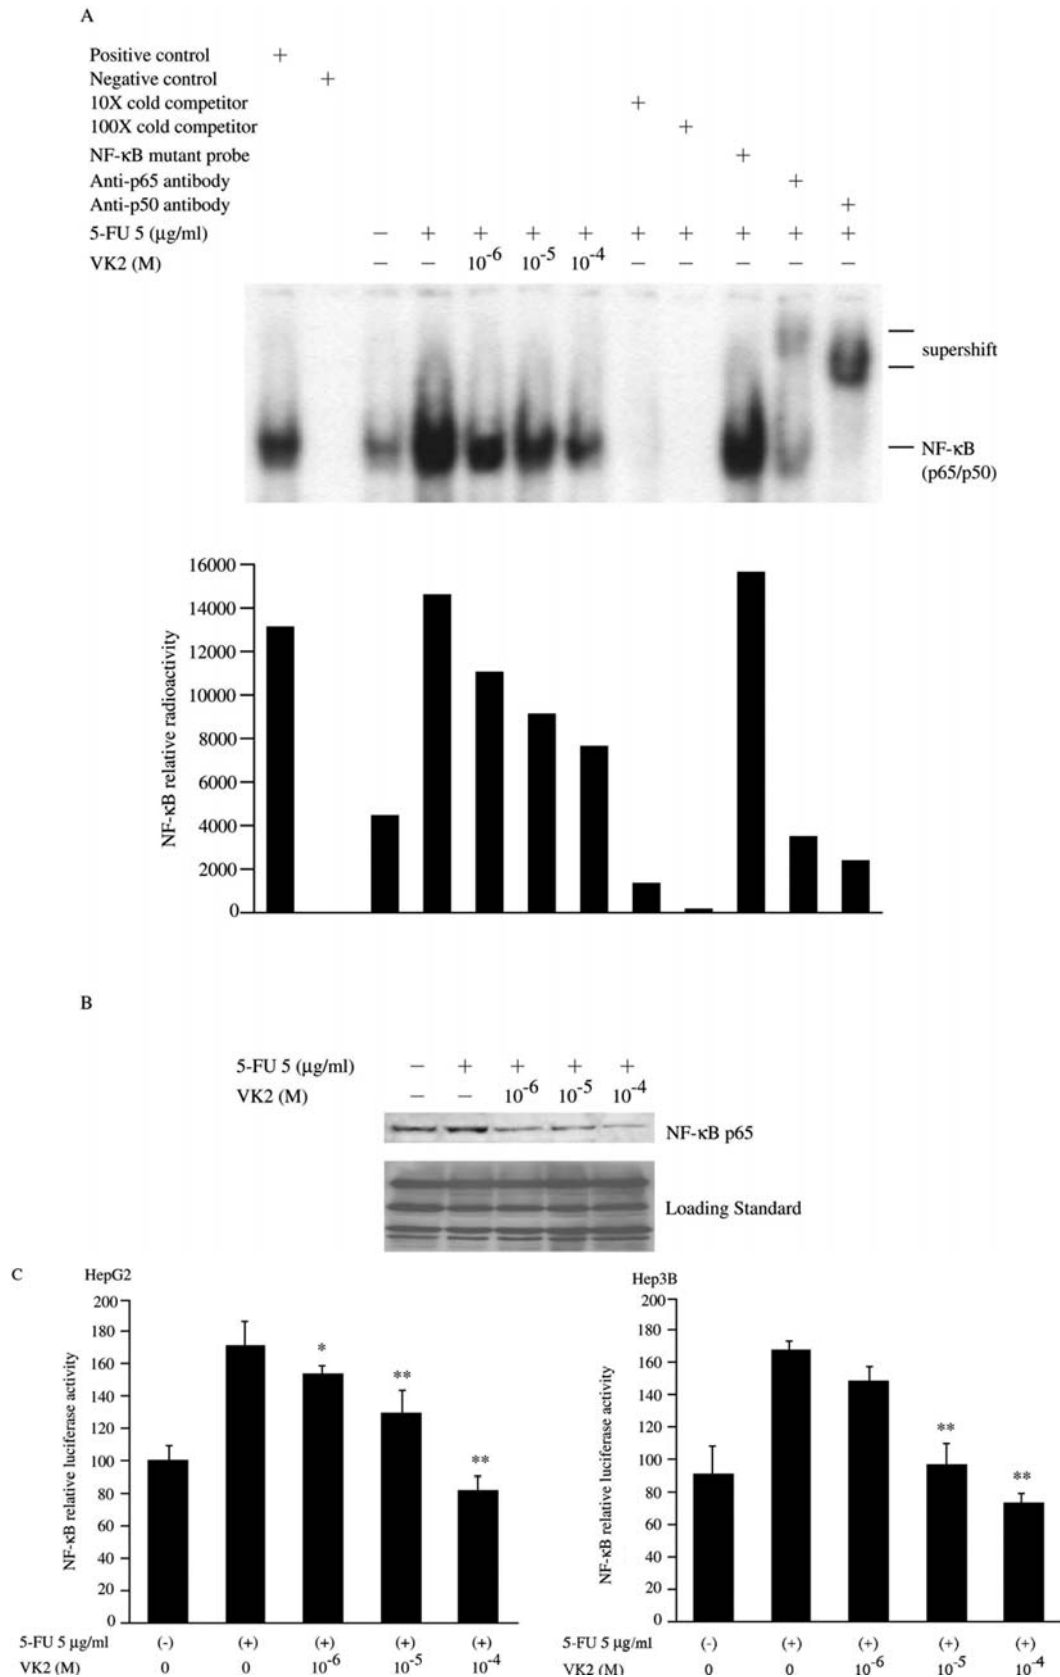 A
Positive control +
Negative control +
10X cold competitor +
100X cold competitor +
NF-κB mutant probe +
Anti-p65 antibody +
Anti-p50 antibody +
5-FU 5 (μg/ml) − + + + + + + + + +
VK2 (M) − − 10-6 10-5 10-4 − − − − −
supershift
NF-κB
(p65/p50)
NF-κB relative radioactivity
16000
14000
12000
10000
8000
6000
4000
2000
0
B
5-FU 5 (μg/ml) − + + + +
VK2 (M) − − 10-6 10-5 10-4
NF-κB p65
Loading Standard
C
HepG2
NF-κB relative luciferase activity
200
180
160
140
120
100
80
60
40
20
0
*
**
**
5-FU 5 μg/ml (-) (+) (+) (+) (+)
VK2 (M) 0 0 10-6 10-5 10-4
Hep3B
NF-κB relative luciferase activity
200
180
160
140
120
100
80
60
40
20
0
**
**
5-FU 5 μg/ml (-) (+) (+) (+) (+)
VK2 (M) 0 0 10-6 10-5 10-4